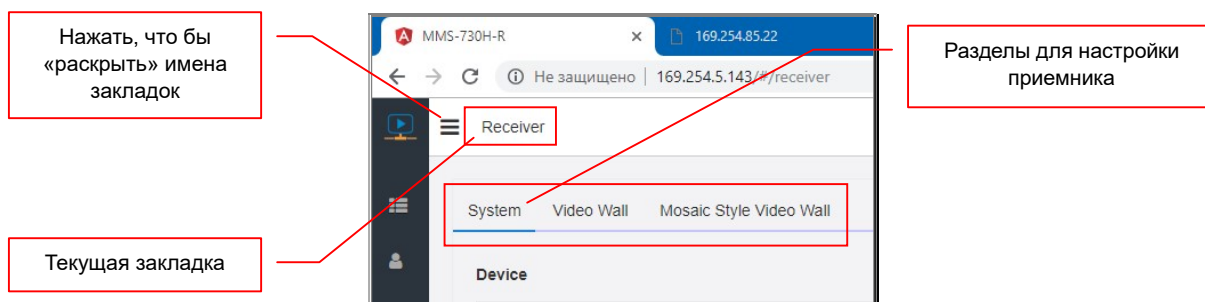 Нажать, что бы
«раскрыть» имена
закладок
MMS-730H-R
169.254.85.22
Разделы для настройки
приемника
Не защищено | 169.254.5.143/#/receiver
Receiver
System Video Wall Mosaic Style Video Wall
Текущая закладка
Device